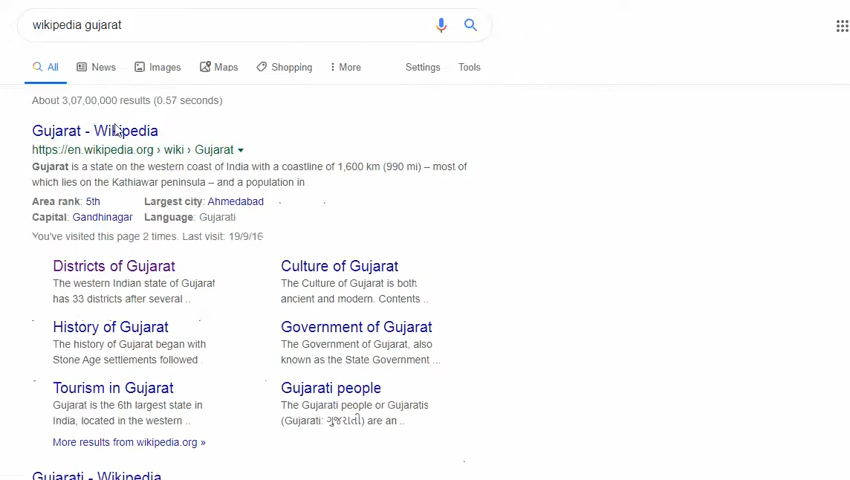 wikipedia gujarat
All News Images Maps Shopping More Settings Tools
About 3,07,00,000 results (0.57 seconds)
Gujarat - Wikipedia
https://en.wikipedia.org › wiki › Gujarat
Gujarat is a state on the western coast of India with a coastline of 1,600 km (990 mi) – most of
which lies on the Kathiawar peninsula – and a population in
Area rank: 5th Largest city: Ahmedabad
Capital: Gandhinagar Language: Gujarati
You've visited this page 2 times. Last visit: 19/9/16
Districts of Gujarat Culture of Gujarat
The western Indian state of Gujarat The Culture of Gujarat is both
has 33 districts after several .. ancient and modern. Contents ..
History of Gujarat Government of Gujarat
The history of Gujarat began with The Government of Gujarat, also
Stone Age settlements followed known as the State Government ...
Tourism in Gujarat Gujarati people
Gujarat is the 6th largest state in The Gujarati people or Gujaratis
India, located in the western .. (Gujarati: ગુજરાતી) are an ..
More results from wikipedia.org »
Gujarati - Wikipedia